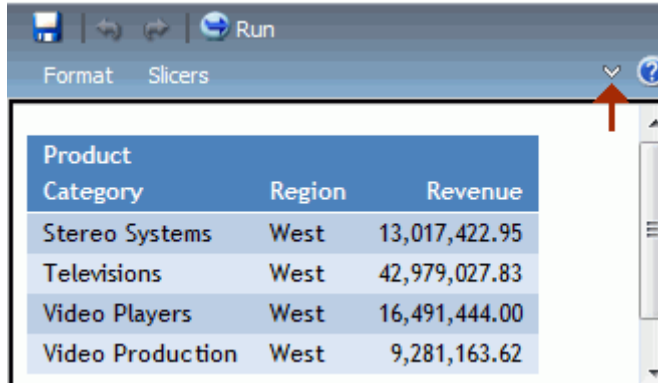 Run
Format Slicers
?
Product
Category Region Revenue
Stereo Systems West 13,017,422.95
Televisions West 42,979,027.83
Video Players West 16,491,444.00
Video Production West 9,281,163.62